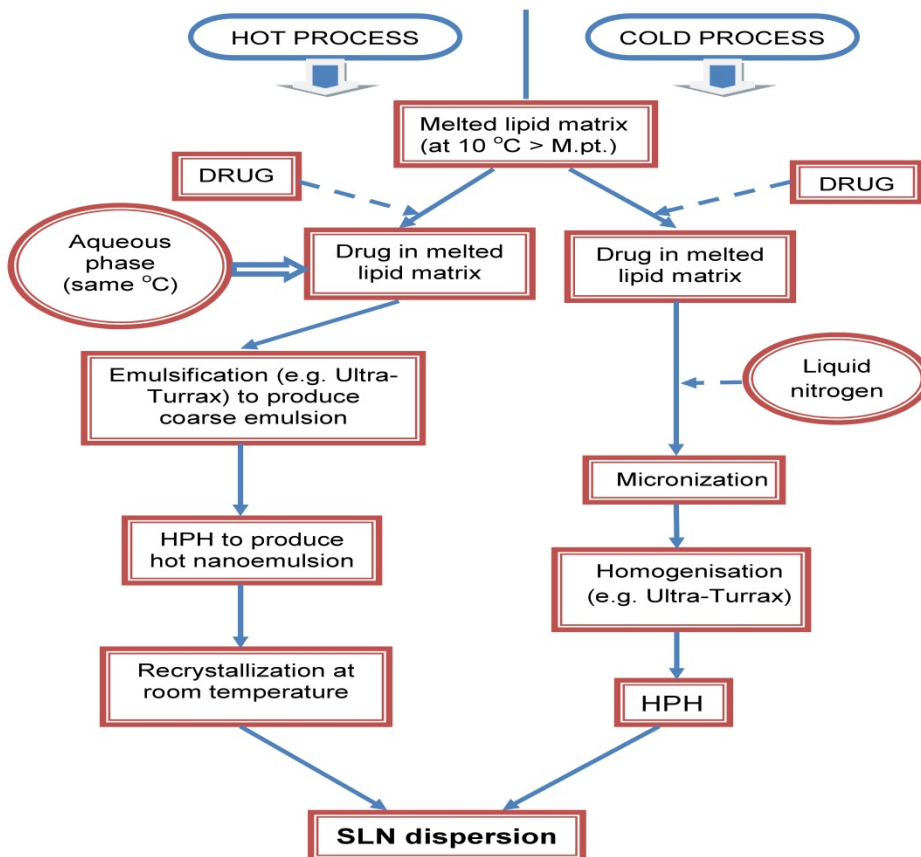 HOT PROCESS
COLD PROCESS
Melted lipid matrix
(at 10 °C > M.pt.)
DRUG
DRUG
Aqueous
phase
(same °C)
Drug in melted
lipid matrix
Drug in melted
lipid matrix
Emulsification (e.g. Ultra-
Turrax) to produce
coarse emulsion
Liquid
nitrogen
Micronization
HPH to produce
hot nanoemulsion
Homogenisation
(e.g. Ultra-Turrax)
Recrystallization at
room temperature
HPH
SLN dispersion